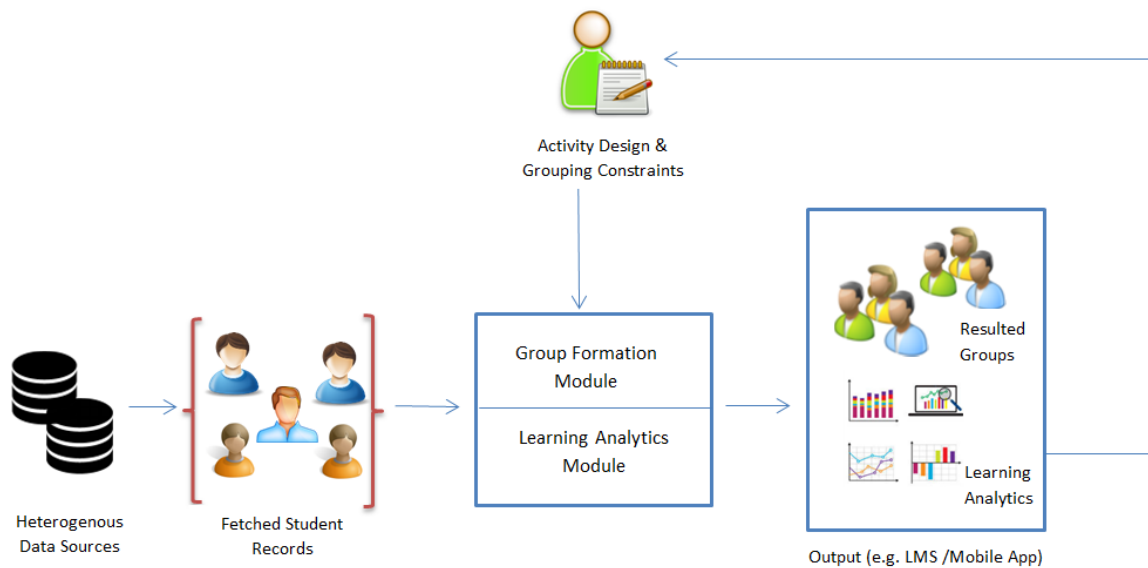 Activity Design &
Grouping Constraints
Group Formation
Module
Learning Analytics
Module
Resulted
Groups
Learning
Analytics
Heterogenous
Data Sources
Fetched Student
Records
Output (e.g. LMS /Mobile App)